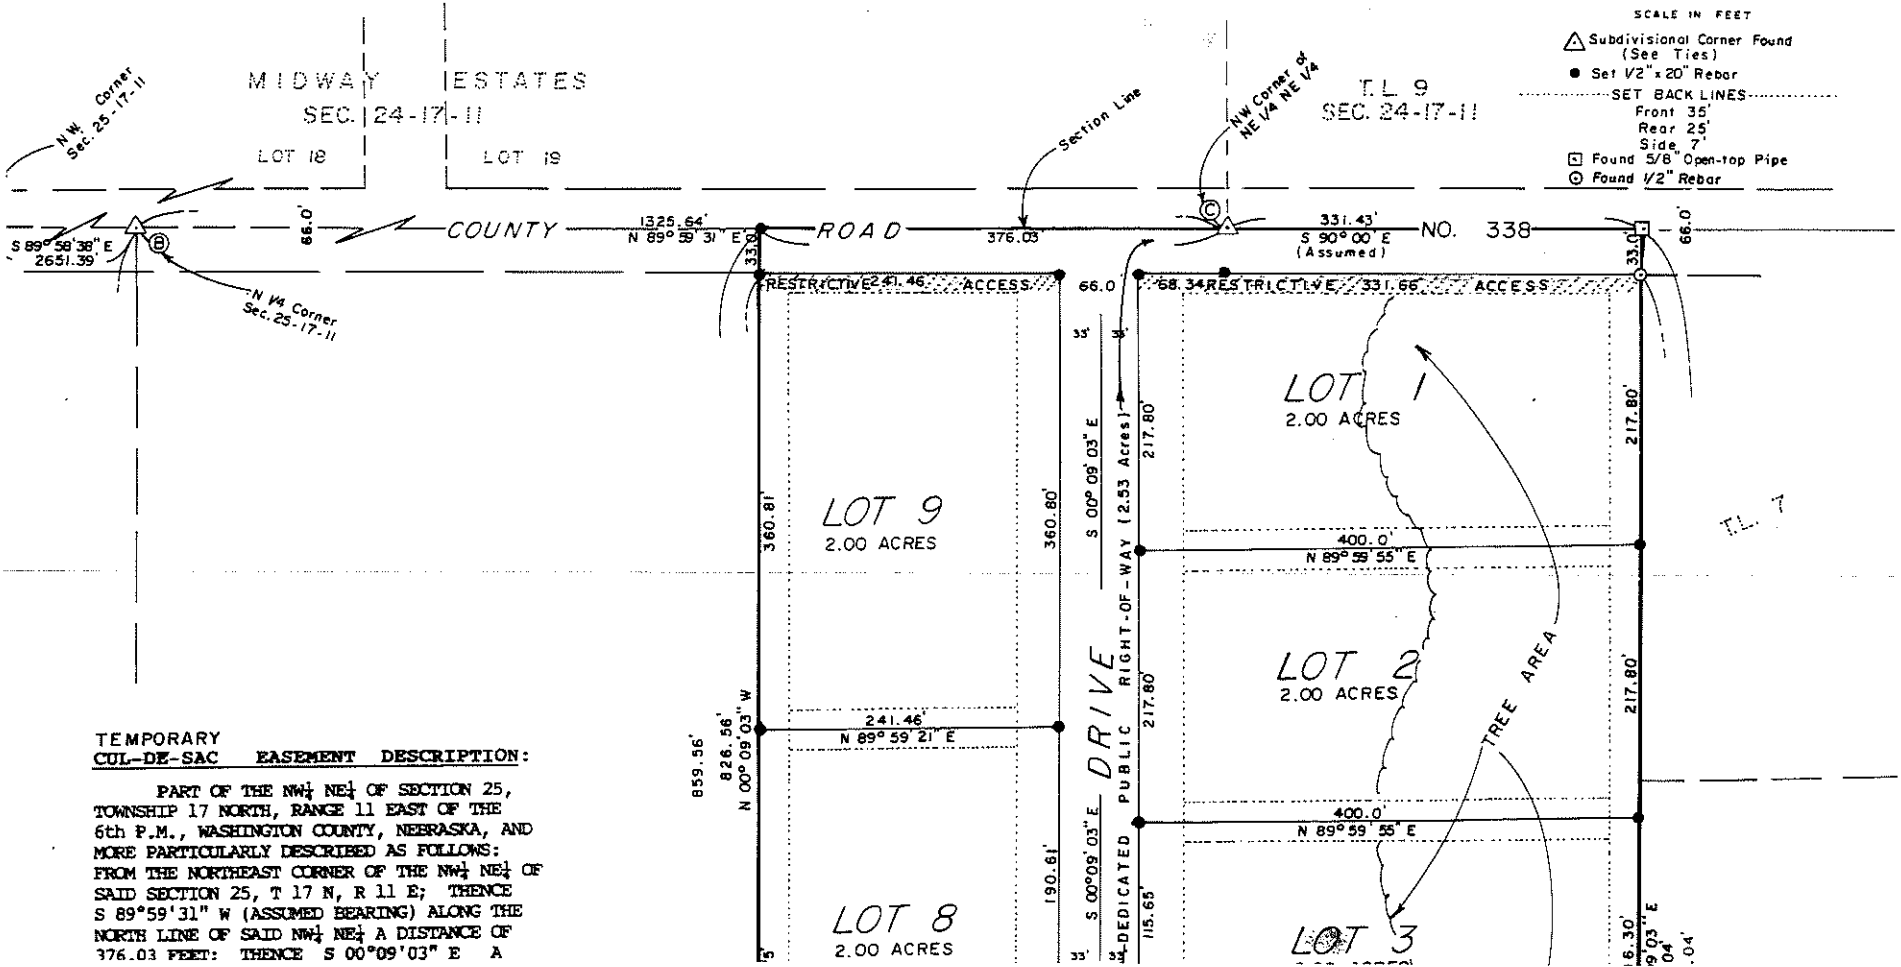 SCALE IN FEET
Subdivisional Corner Found
(See Ties)
Set 1/2" x 20" Rebar
SET BACK LINES
Front 35'
Rear 25'
Side 7'
Found 5/8" Open-top Pipe
Found 1/2" Rebar
N.W. Corner
Sec. 25-17-11
MIDWAY ESTATES
SEC. 24-17-11
LOT 18
LOT 19
Section Line
NW Corner of
NE 1/4 NE 1/4
T.L. 9
SEC. 24-17-11
S 89° 58' 38" E
2651.39'
B
N 1/4 Corner
Sec. 25-17-11
66.0'
COUNTY ROAD NO. 338
1325.64'
N 89° 59' 31" E
33.0'
376.03'
C
331.43'
S 90° 00' E
(Assumed)
33.0'
66.0'
RESTRICTIVE 241.46 ACCESS
66.0
68.34 RESTRICTIVE 331.66 ACCESS
33' 33'
LOT 1
2.00 ACRES
217.80'
217.80'
S 00° 09' 03" E
LOT 9
2.00 ACRES
360.81'
360.80'
T.L. 7
400.0'
N 89° 59' 55" E
LOT 2
2.00 ACRES
217.80'
217.80'
TREE AREA
DRIVE
DEDICATED PUBLIC RIGHT-OF-WAY (2.53 Acres)
241.46'
N 89° 59' 21" E
859.56'
826.56'
N 00° 09' 03" W
400.0'
N 89° 59' 55" E
S 00° 09' 03" E
190.61'
115.65'
LOT 8
2.00 ACRES
LOT 3
33'
TEMPORARY
CUL-DE-SAC EASEMENT DESCRIPTION:
PART OF THE NW¼ NE¼ OF SECTION 25,
TOWNSHIP 17 NORTH, RANGE 11 EAST OF THE
6th P.M., WASHINGTON COUNTY, NEBRASKA, AND
MORE PARTICULARLY DESCRIBED AS FOLLOWS:
FROM THE NORTHEAST CORNER OF THE NW¼ NE¼ OF
SAID SECTION 25, T 17 N, R 11 E; THENCE
S 89°59'31" W (ASSUMED BEARING) ALONG THE
NORTH LINE OF SAID NW¼ NE¼ A DISTANCE OF
376.03 FEET; THENCE S 00°09'03" E A